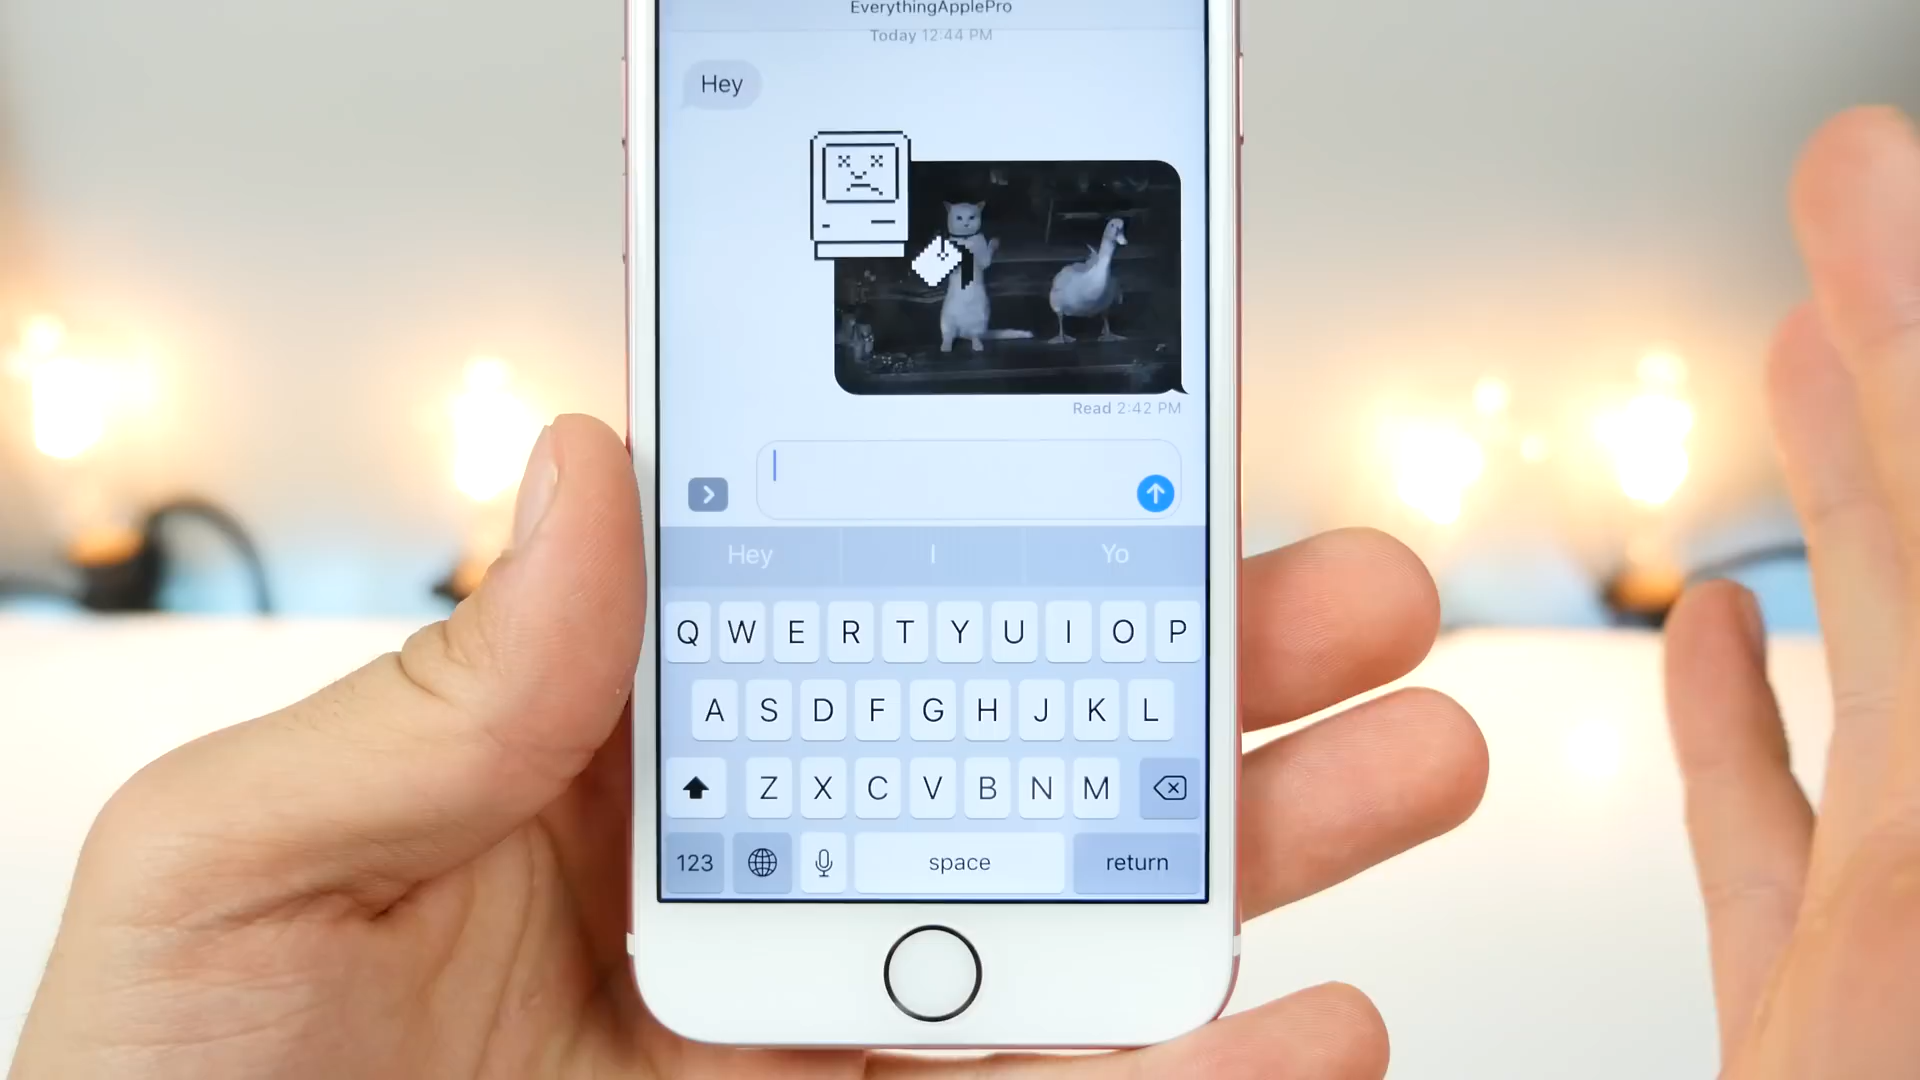 EverythingApplePro
Today 12:44 PM
Hey
Read 2:42 PM
Hey I Yo
Q W E R T Y U I O P
A S D F G H J K L
Z X C V B N M
123 space return